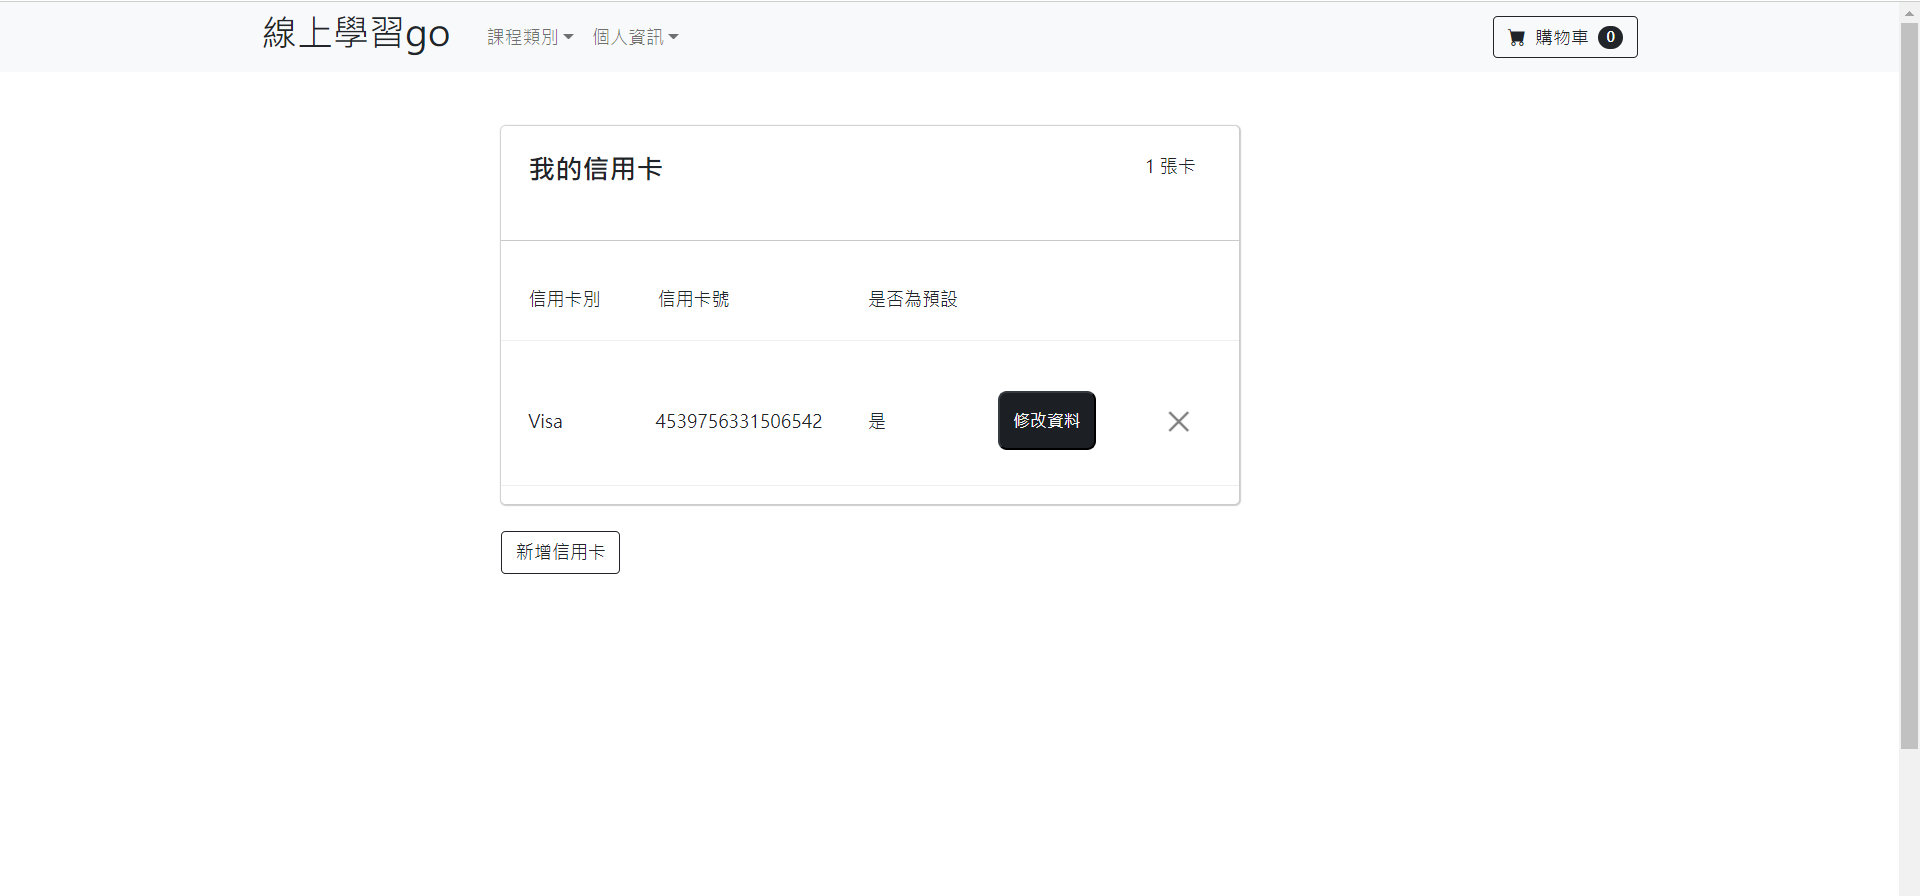 線上學習go 課程類別 個人資訊 購物車 0
我的信用卡 1 張卡
信用卡別 信用卡號 是否為預設
Visa 4539756331506542 是 修改資料
新增信用卡